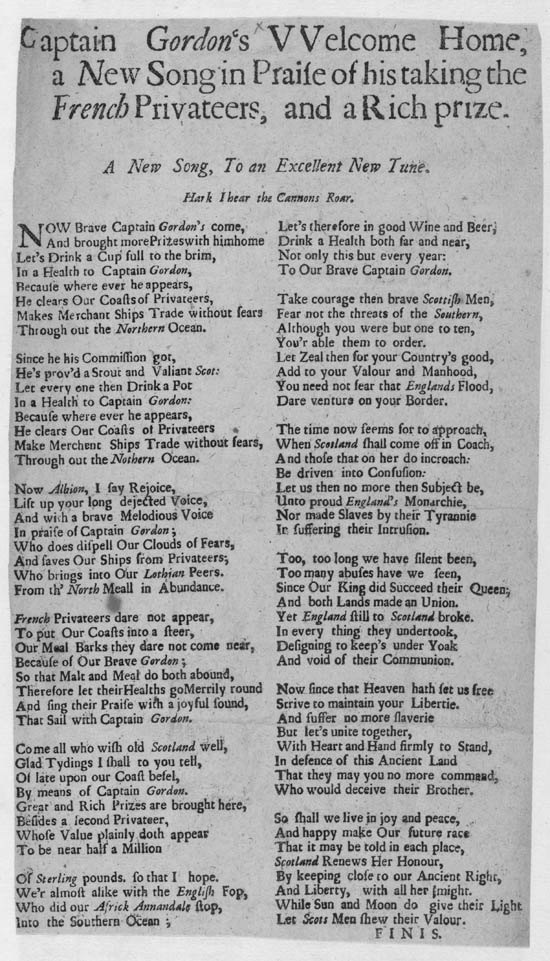 Captain Gordon's VVelcome Home,
a New Song in Praiſe of his taking the
French Privateers, and a Rich prize.
A New Song, To an Excellent New Tune.
Hark I hear the Cannons Roar.
NOW Brave Captain Gordon's come,
And brought more Prizes with him home
Let's Drink a Cup full to the brim,
In a Health to Captain Gordon,
Becauſe where ever he appears,
He clears Our Coaſts of Privateers,
Makes Merchant Ships Trade without fears
Through out the Northern Ocean.
Since he his Commiſſion got,
He's prov'd a Stout and Valiant Scot:
Let every one then Drink a Pot
In a Health to Captain Gordon:
Becauſe where ever he appears,
He clears Our Coaſts of Privateers
Make Merchent Ships Trade without fears,
Through out the Nothern Ocean.
Now Albion, I ſay Rejoice,
Lift up your long dejected Voice,
And with a brave Melodious Voice
In praiſe of Captain Gordon;
Who does diſpell Our Clouds of Fears,
And ſaves Our Ships from Privateers;
Who brings into Our Lothian Peers.
From th' North Meall in Abundance.
French Privateers dare not appear,
To put Our Coaſts into a ſteer,
Our Meal Barks they dare not come near,
Becauſe of Our Brave Gordon;
So that Malt and Meal do both abound,
Therefore let their Healths go Merrily round
And ſing their Praiſe with a joyful ſound,
That Sail with Captain Gordon.
Come all who wiſh old Scotland well,
Glad Tydings I ſhall to you tell,
Of late upon our Coaſt befel,
By means of Captain Gordon.
Great and Rich Prizes are brought here,
Beſides a ſecond Privateer,
Whoſe Value plainly doth appear
To be near half a Million
Of Sterling pounds. ſo that I hope.
We'r almoſt alike with the Engliſh Fop,
Who did our Africk Annandale ſtop,
Into the Southern Ocean;
Let's therefore in good Wine and Beer,
Drink a Health both far and near,
Not only this but every year:
To Our Brave Captain Gordon.
Take courage then brave Scottiſh Men,
Fear not the threats of the Southern,
Although you were but one to ten,
You'r able them to order.
Let Zeal then for your Country's good,
Add to your Valour and Manhood,
You need not fear that Englands Flood,
Dare venture on your Border.
The time now ſeems for to approach,
When Scotland ſhall come off in Coach,
And thoſe that on her do incroach:
Be driven into Confuſion:
Let us then no more then Subject be,
Unto proud England's Monarchie,
Nor made Slaves by their Tyrannie
In ſuffering their Intruſion.
Too, too long we have ſilent been,
Too many abuſes have we ſeen,
Since Our King did Succeed their Queen;
And both Lands made an Union.
Yet England ſtill to Scotland broke.
In every thing they undertook,
Deſigning to keep's under Yoak
And void of their Communion.
Now ſince that Heaven hath ſet us free
Strive to maintain your Libertie.
And ſuffer no more ſlaverie
But let's unite together,
With Heart and Hand firmly to Stand,
In defence of this Ancient Land
That they may you no more command,
Who would deceive their Brother.
So ſhall we live in joy and peace,
And happy make Our future race
That it may be told in each place,
Scotland Renews Her Honour,
By keeping cloſe to our Ancient Right,
And Liberty, with all her might.
While Sun and Moon do give their Light
Let Scots Men ſhew their Valour.
FINIS.